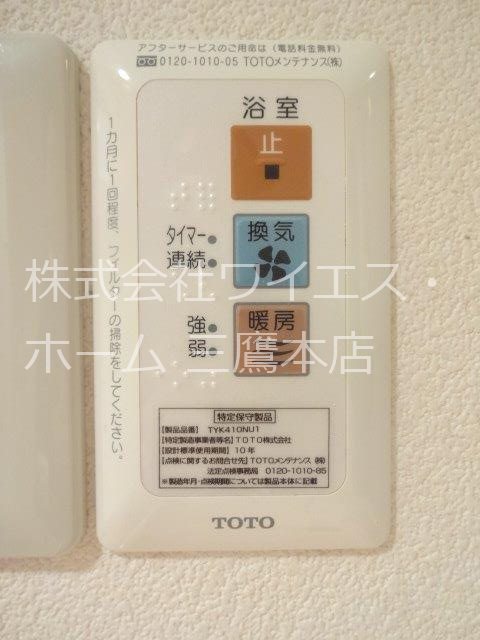 アフターサービスのご用命は (電話料金無料)
0120-1010-05 TOTOメンテナンス(株)
浴室
止
換気
タイマー
連続
暖房
強
弱
1カ月に1回程度、フィルターの掃除をしてください。
株式会社ワイエス・
ホーム 三鷹本店
特定保守製品
【製品品番】 TYK410NU1
【特定製造事業者等名】TOTO株式会社
【設計標準使用期間】10年
【点検に関するお問合せ先】TOTOメンテナンス(株)
法定点検事務局 0120-1010-85
※製造年月・点検期間については製品本体に記載
TOTO